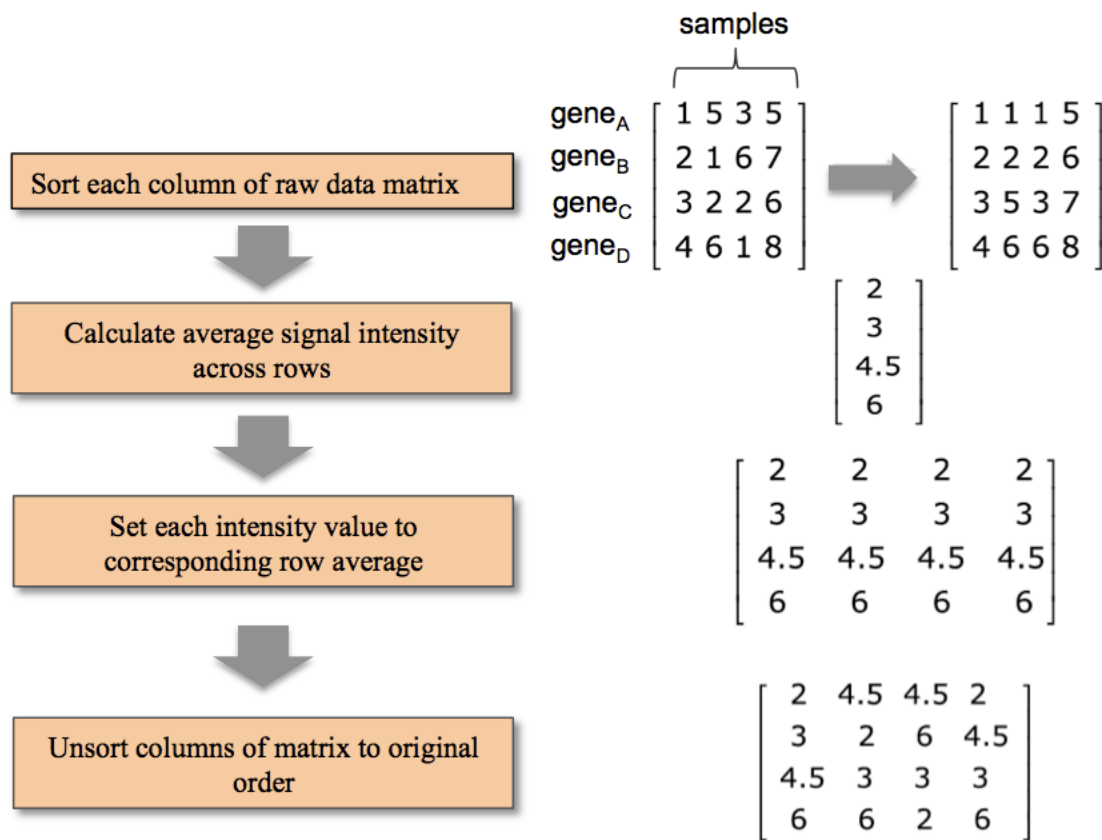 samples
gene_A 1 5 3 5 1 1 1 5
gene_B 2 1 6 7 2 2 2 6
gene_C 3 2 2 6 3 5 3 7
gene_D 4 6 1 8 4 6 6 8
Sort each column of raw data matrix
2
3
4.5
6
Calculate average signal intensity
across rows
2 2 2 2
3 3 3 3
4.5 4.5 4.5 4.5
6 6 6 6
Set each intensity value to
corresponding row average
2 4.5 4.5 2
3 2 6 4.5
4.5 3 3 3
6 6 2 6
Unsort columns of matrix to original
order